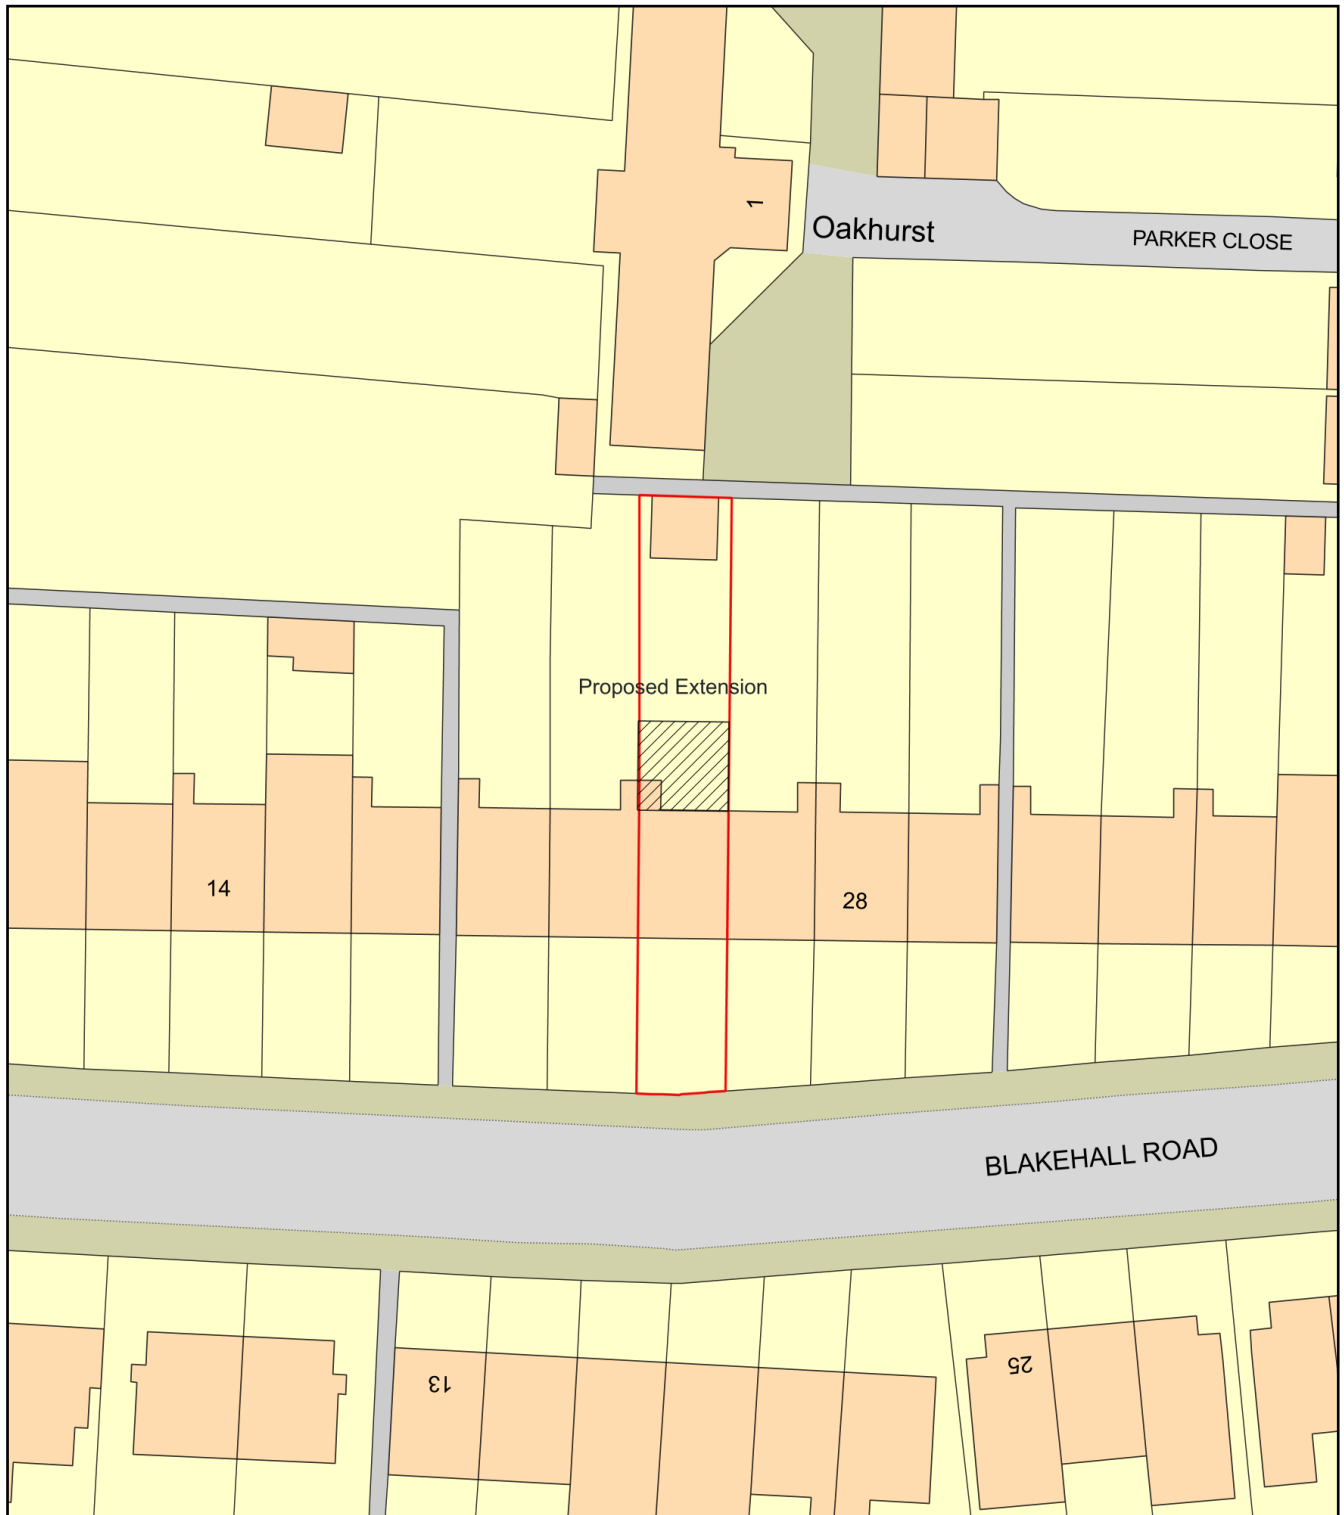 1
Oakhurst
PARKER CLOSE
Proposed Extension
14
28
BLAKEHALL ROAD
13
25